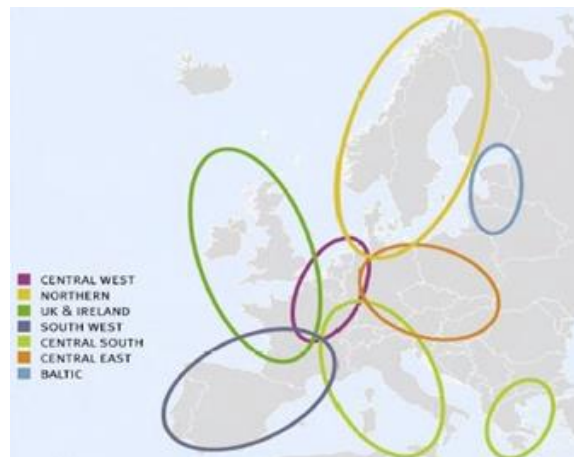 CENTRAL WEST
NORTHERN
UK & IRELAND
SOUTH WEST
CENTRAL SOUTH
CENTRAL EAST
BALTIC